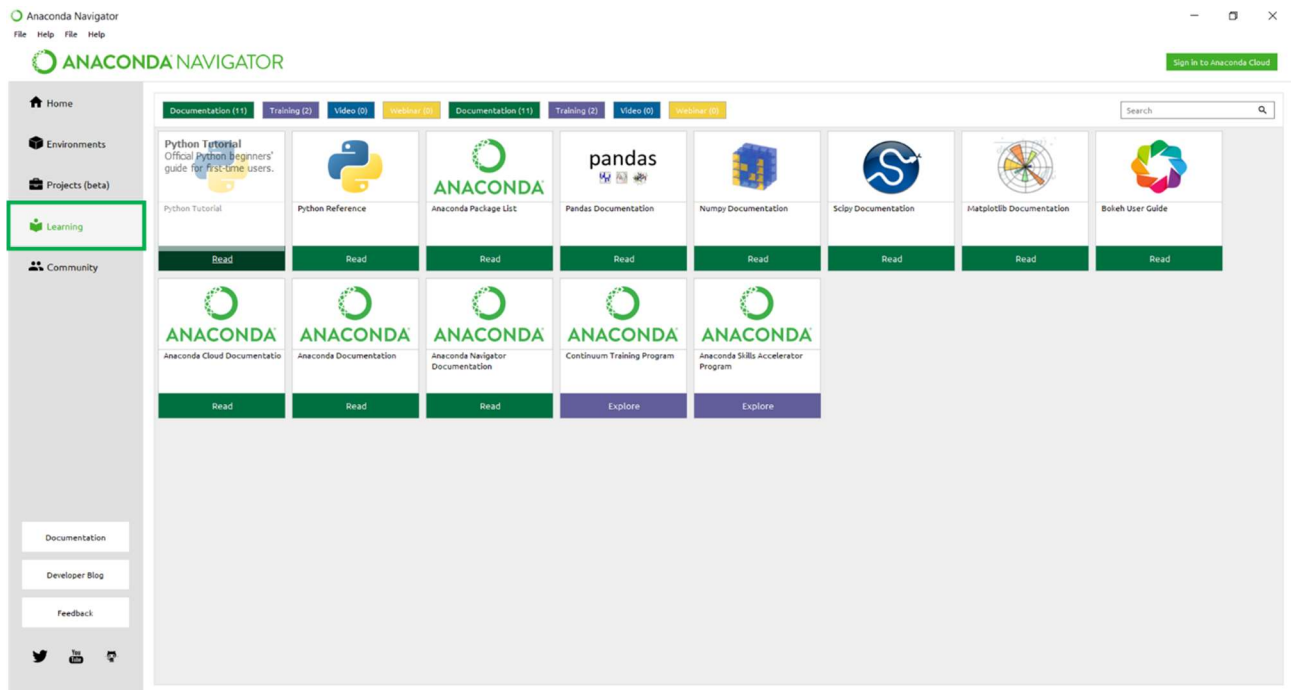 Anaconda Navigator
File Help File Help
ANACONDA NAVIGATOR
Sign in to Anaconda Cloud
Home
Environments
Projects (beta)
Learning
Community
Documentation
Developer Blog
Feedback
You
Tube
Documentation (11) Training (2) Video (0) Webinar (0) Documentation (11) Training (2) Video (0) Webinar (0)
Search
Python Tutorial
Official Python beginners'
guide for first-time users.
Python Tutorial
Read
Python Reference
Read
ANACONDA
Anaconda Package List
Read
pandas
Pandas Documentation
Read
Numpy Documentation
Read
Scipy Documentation
Read
Matplotlib Documentation
Read
Bokeh User Guide
Read
ANACONDA
Anaconda Cloud Documentatio
Read
ANACONDA
Anaconda Documentation
Read
ANACONDA
Anaconda Navigator
Documentation
Read
ANACONDA
Continuum Training Program
Explore
ANACONDA
Anaconda Skills Accelerator
Program
Explore